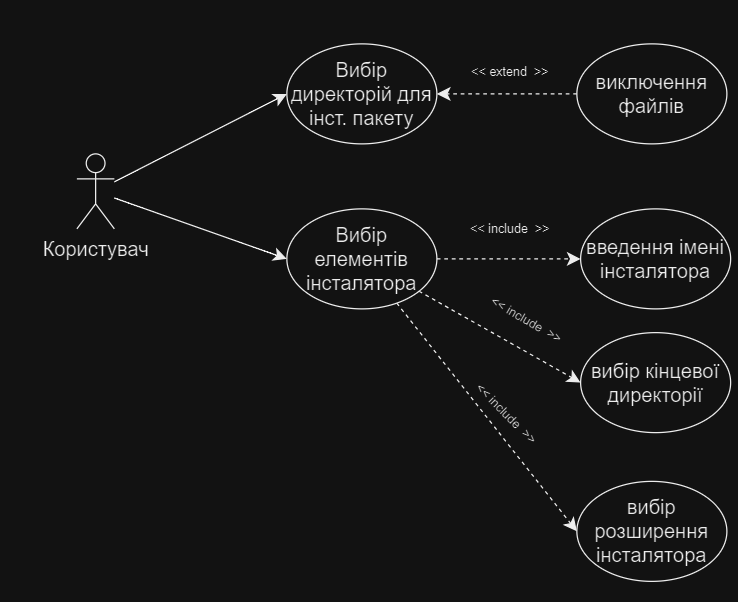 Вибір
директорій для
інст. пакету
<< extend >>
виключення
файлів
Користувач
Вибір
елементів
інсталятора
<< include >>
введення імені
інсталятора
<< include >>
вибір кінцевої
директорії
<< include >>
вибір
розширення
інсталятора